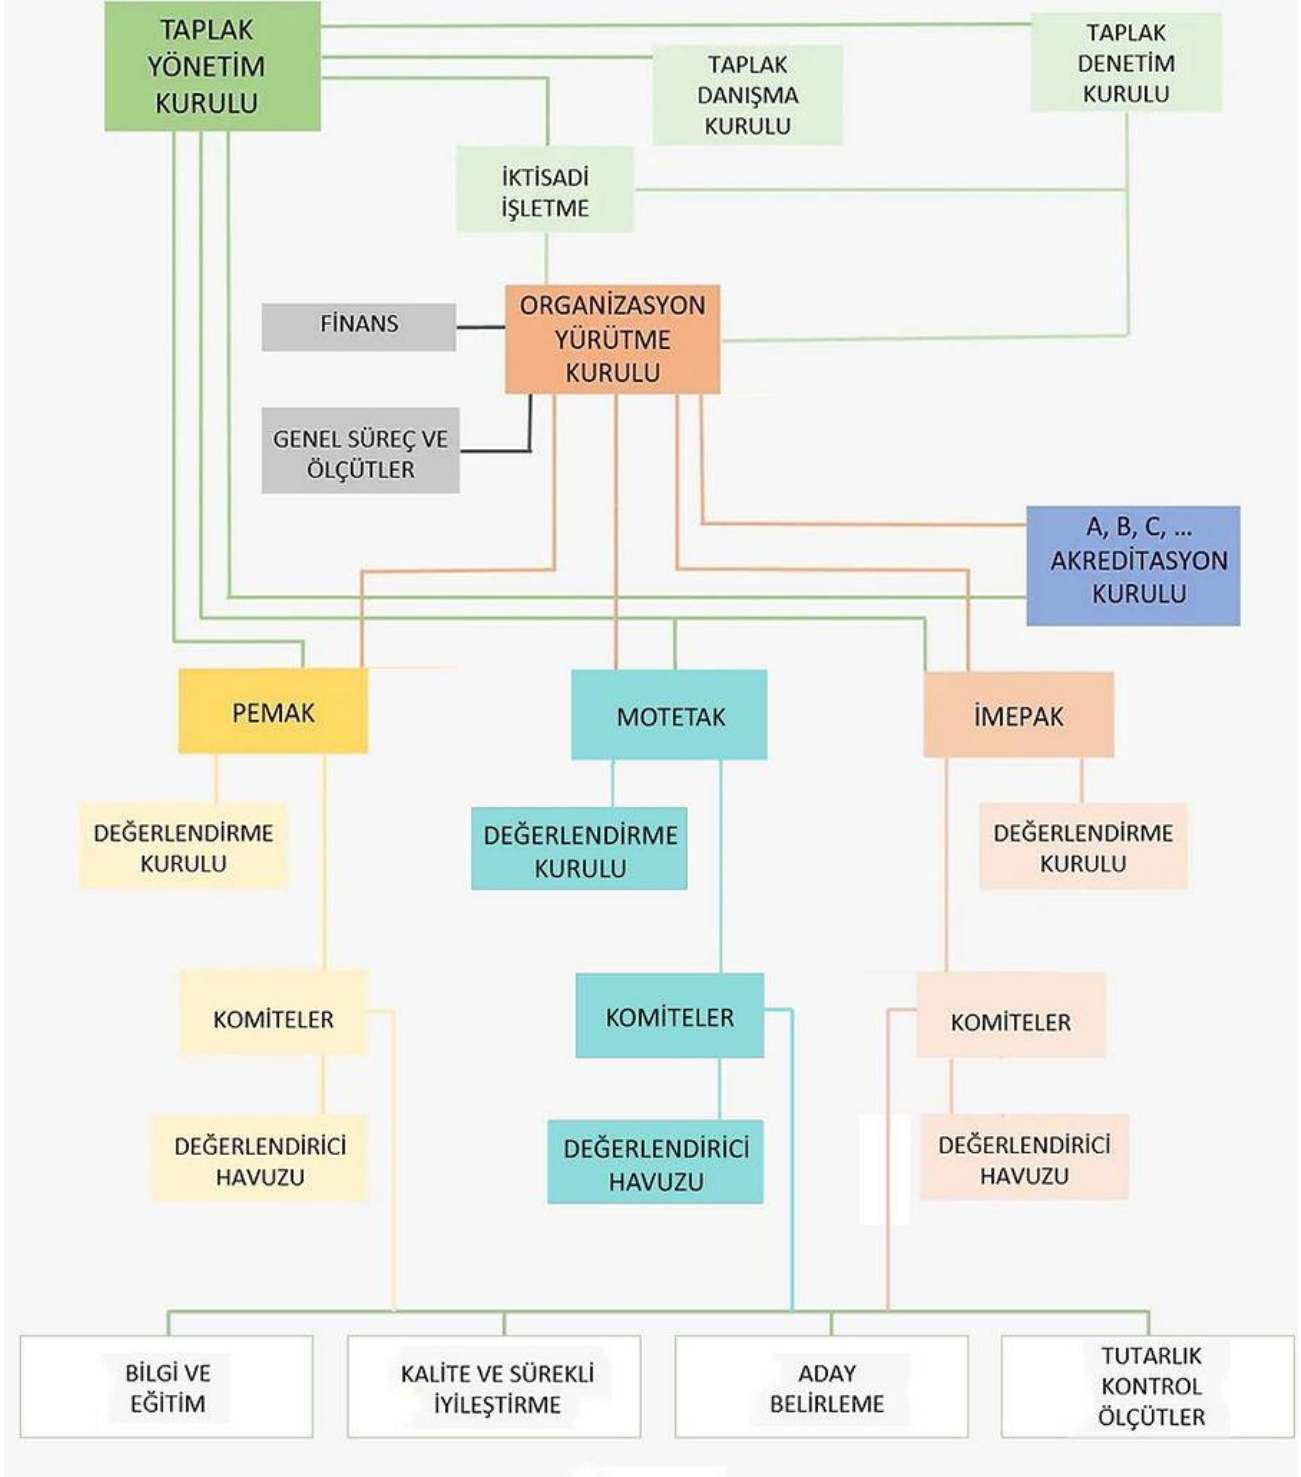 TAPLAK
YÖNETİM
KURULU
TAPLAK
DANIŞMA
KURULU
TAPLAK
DENETİM
KURULU
İKTİSADİ
İŞLETME
FİNANS
ORGANİZASYON
YÜRÜTME
KURULU
GENEL SÜREÇ VE
ÖLÇÜTLER
A, B, C, ...
AKREDİTASYON
KURULU
PEMAK
MOTETAK
İMEPAK
DEĞERLENDİRME
KURULU
DEĞERLENDİRME
KURULU
DEĞERLENDİRME
KURULU
KOMİTELER
KOMİTELER
KOMİTELER
DEĞERLENDİRİCİ
HAVUZU
DEĞERLENDİRİCİ
HAVUZU
DEĞERLENDİRİCİ
HAVUZU
BİLGİ VE
EĞİTİM
KALİTE VE SÜREKLİ
İYİLEŞTİRME
ADAY
BELİRLEME
TUTARLIK
KONTROL
ÖLÇÜTLER